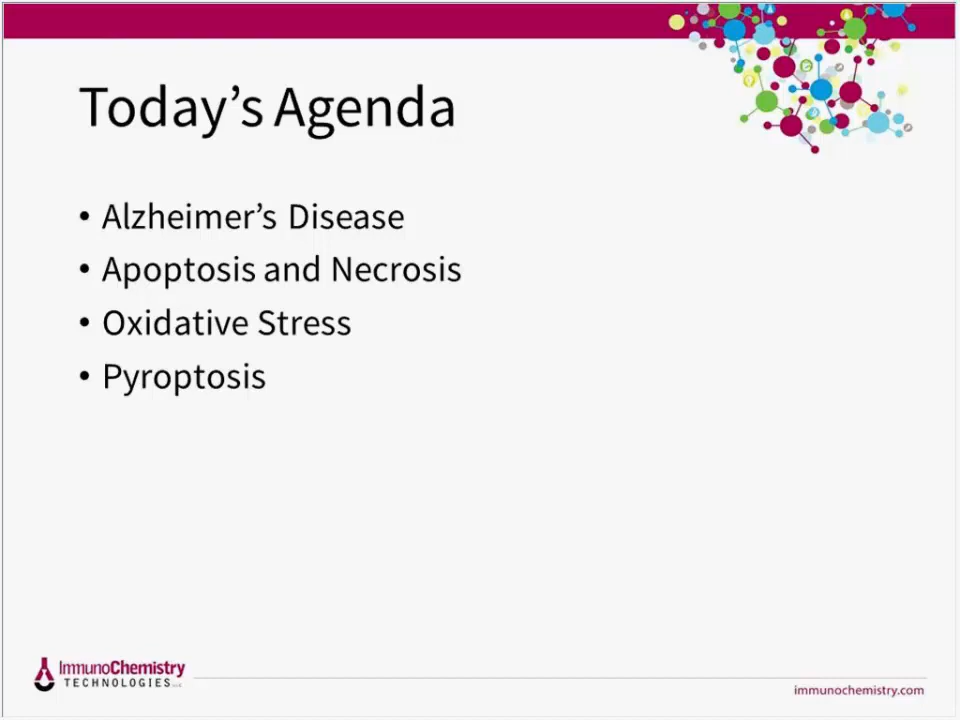 Today’s Agenda
• Alzheimer’s Disease
• Apoptosis and Necrosis
• Oxidative Stress
• Pyroptosis
ImmunoChemistry
TECHNOLOGIES
immunochemistry.com